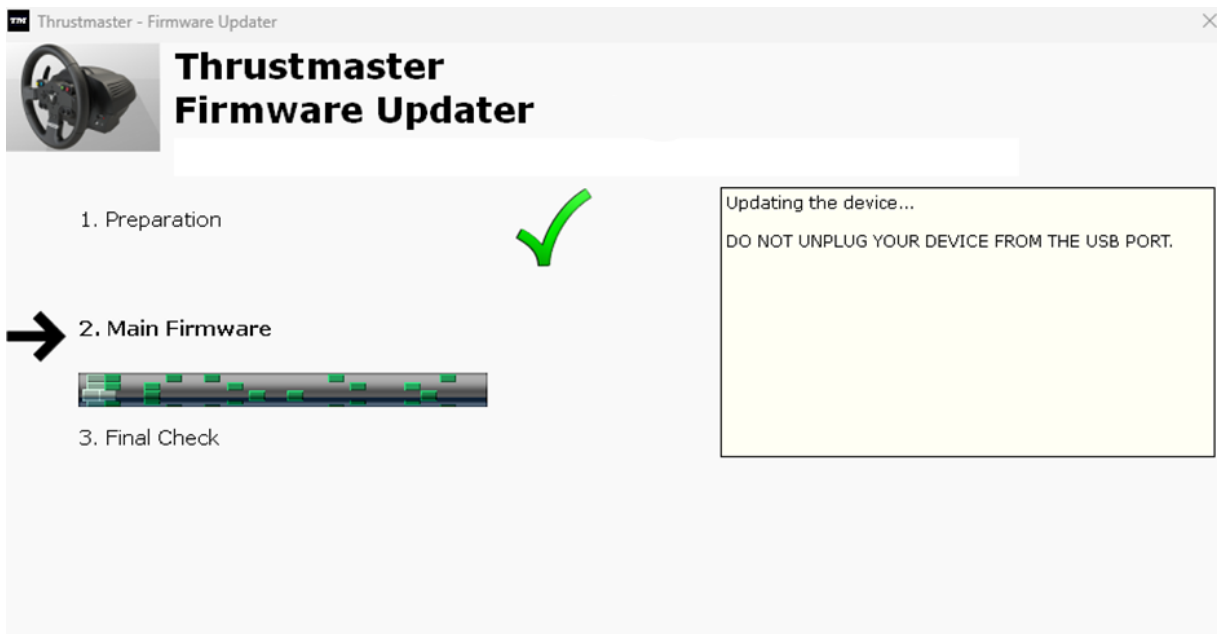 TM Thrustmaster - Firmware Updater
Thrustmaster
Firmware Updater
1. Preparation
Updating the device...
DO NOT UNPLUG YOUR DEVICE FROM THE USB PORT.
2. Main Firmware
3. Final Check